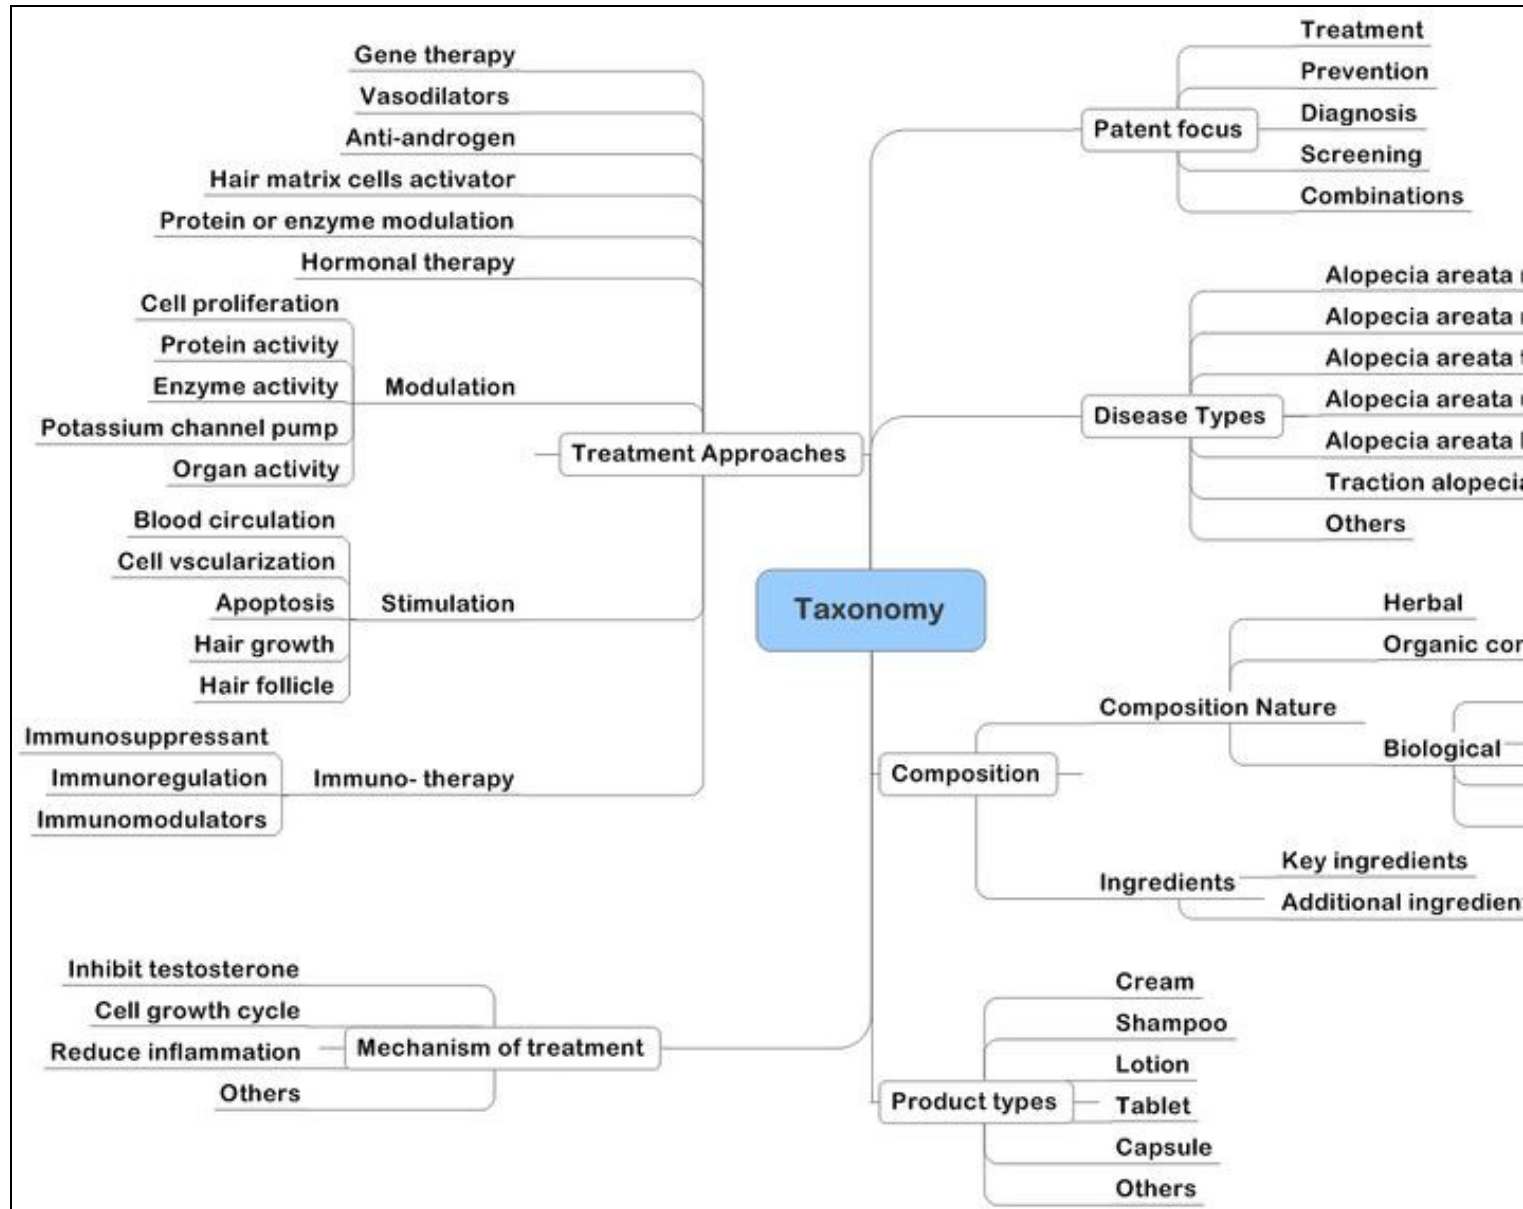 Gene therapy
Vasodilators
Anti-androgen
Hair matrix cells activator
Protein or enzyme modulation
Hormonal therapy
Cell proliferation
Protein activity
Enzyme activity
Potassium channel pump
Organ activity
Modulation
Blood circulation
Cell vscularization
Apoptosis
Hair growth
Hair follicle
Stimulation
Immunosuppressant
Immunoregulation
Immunomodulators
Immuno- therapy
Treatment Approaches
Inhibit testosterone
Cell growth cycle
Reduce inflammation
Others
Mechanism of treatment
Taxonomy
Patent focus
Treatment
Prevention
Diagnosis
Screening
Combinations
Disease Types
Alopecia areata
Alopecia areata
Alopecia areata
Alopecia areata
Alopecia areata
Traction alopecia
Others
Composition
Composition Nature
Herbal
Organic
Biological
Ingredients
Key ingredients
Additional
Product types
Cream
Shampoo
Lotion
Tablet
Capsule
Others